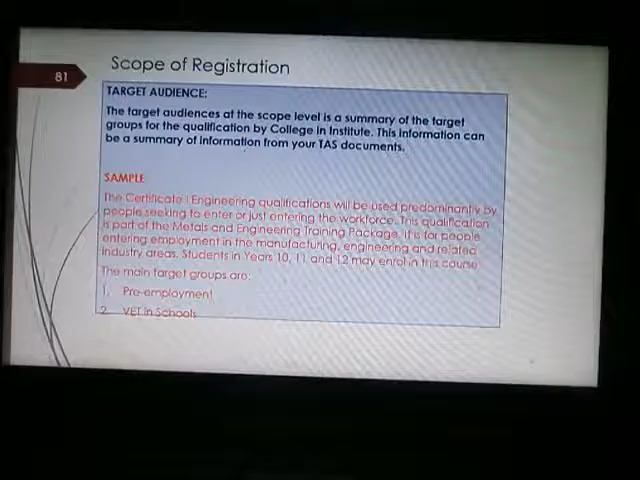 81
Scope of Registration
TARGET AUDIENCE:
The target audiences at the scope level is a summary of the target
groups for the qualification by College in Institute. This information can
be a summary of information from your TAS documents.
SAMPLE
The Certificate I Engineering qualifications will be used predominantly by
people seeking to enter or just entering the workforce. This qualification
is part of the Metals and Engineering Training Package. It is for people
entering employment in the manufacturing, engineering and related
industry areas. Students in Years 10, 11 and 12 may enrol in this course.
The main target groups are:
1. Pre-employment
2. VET in Schools